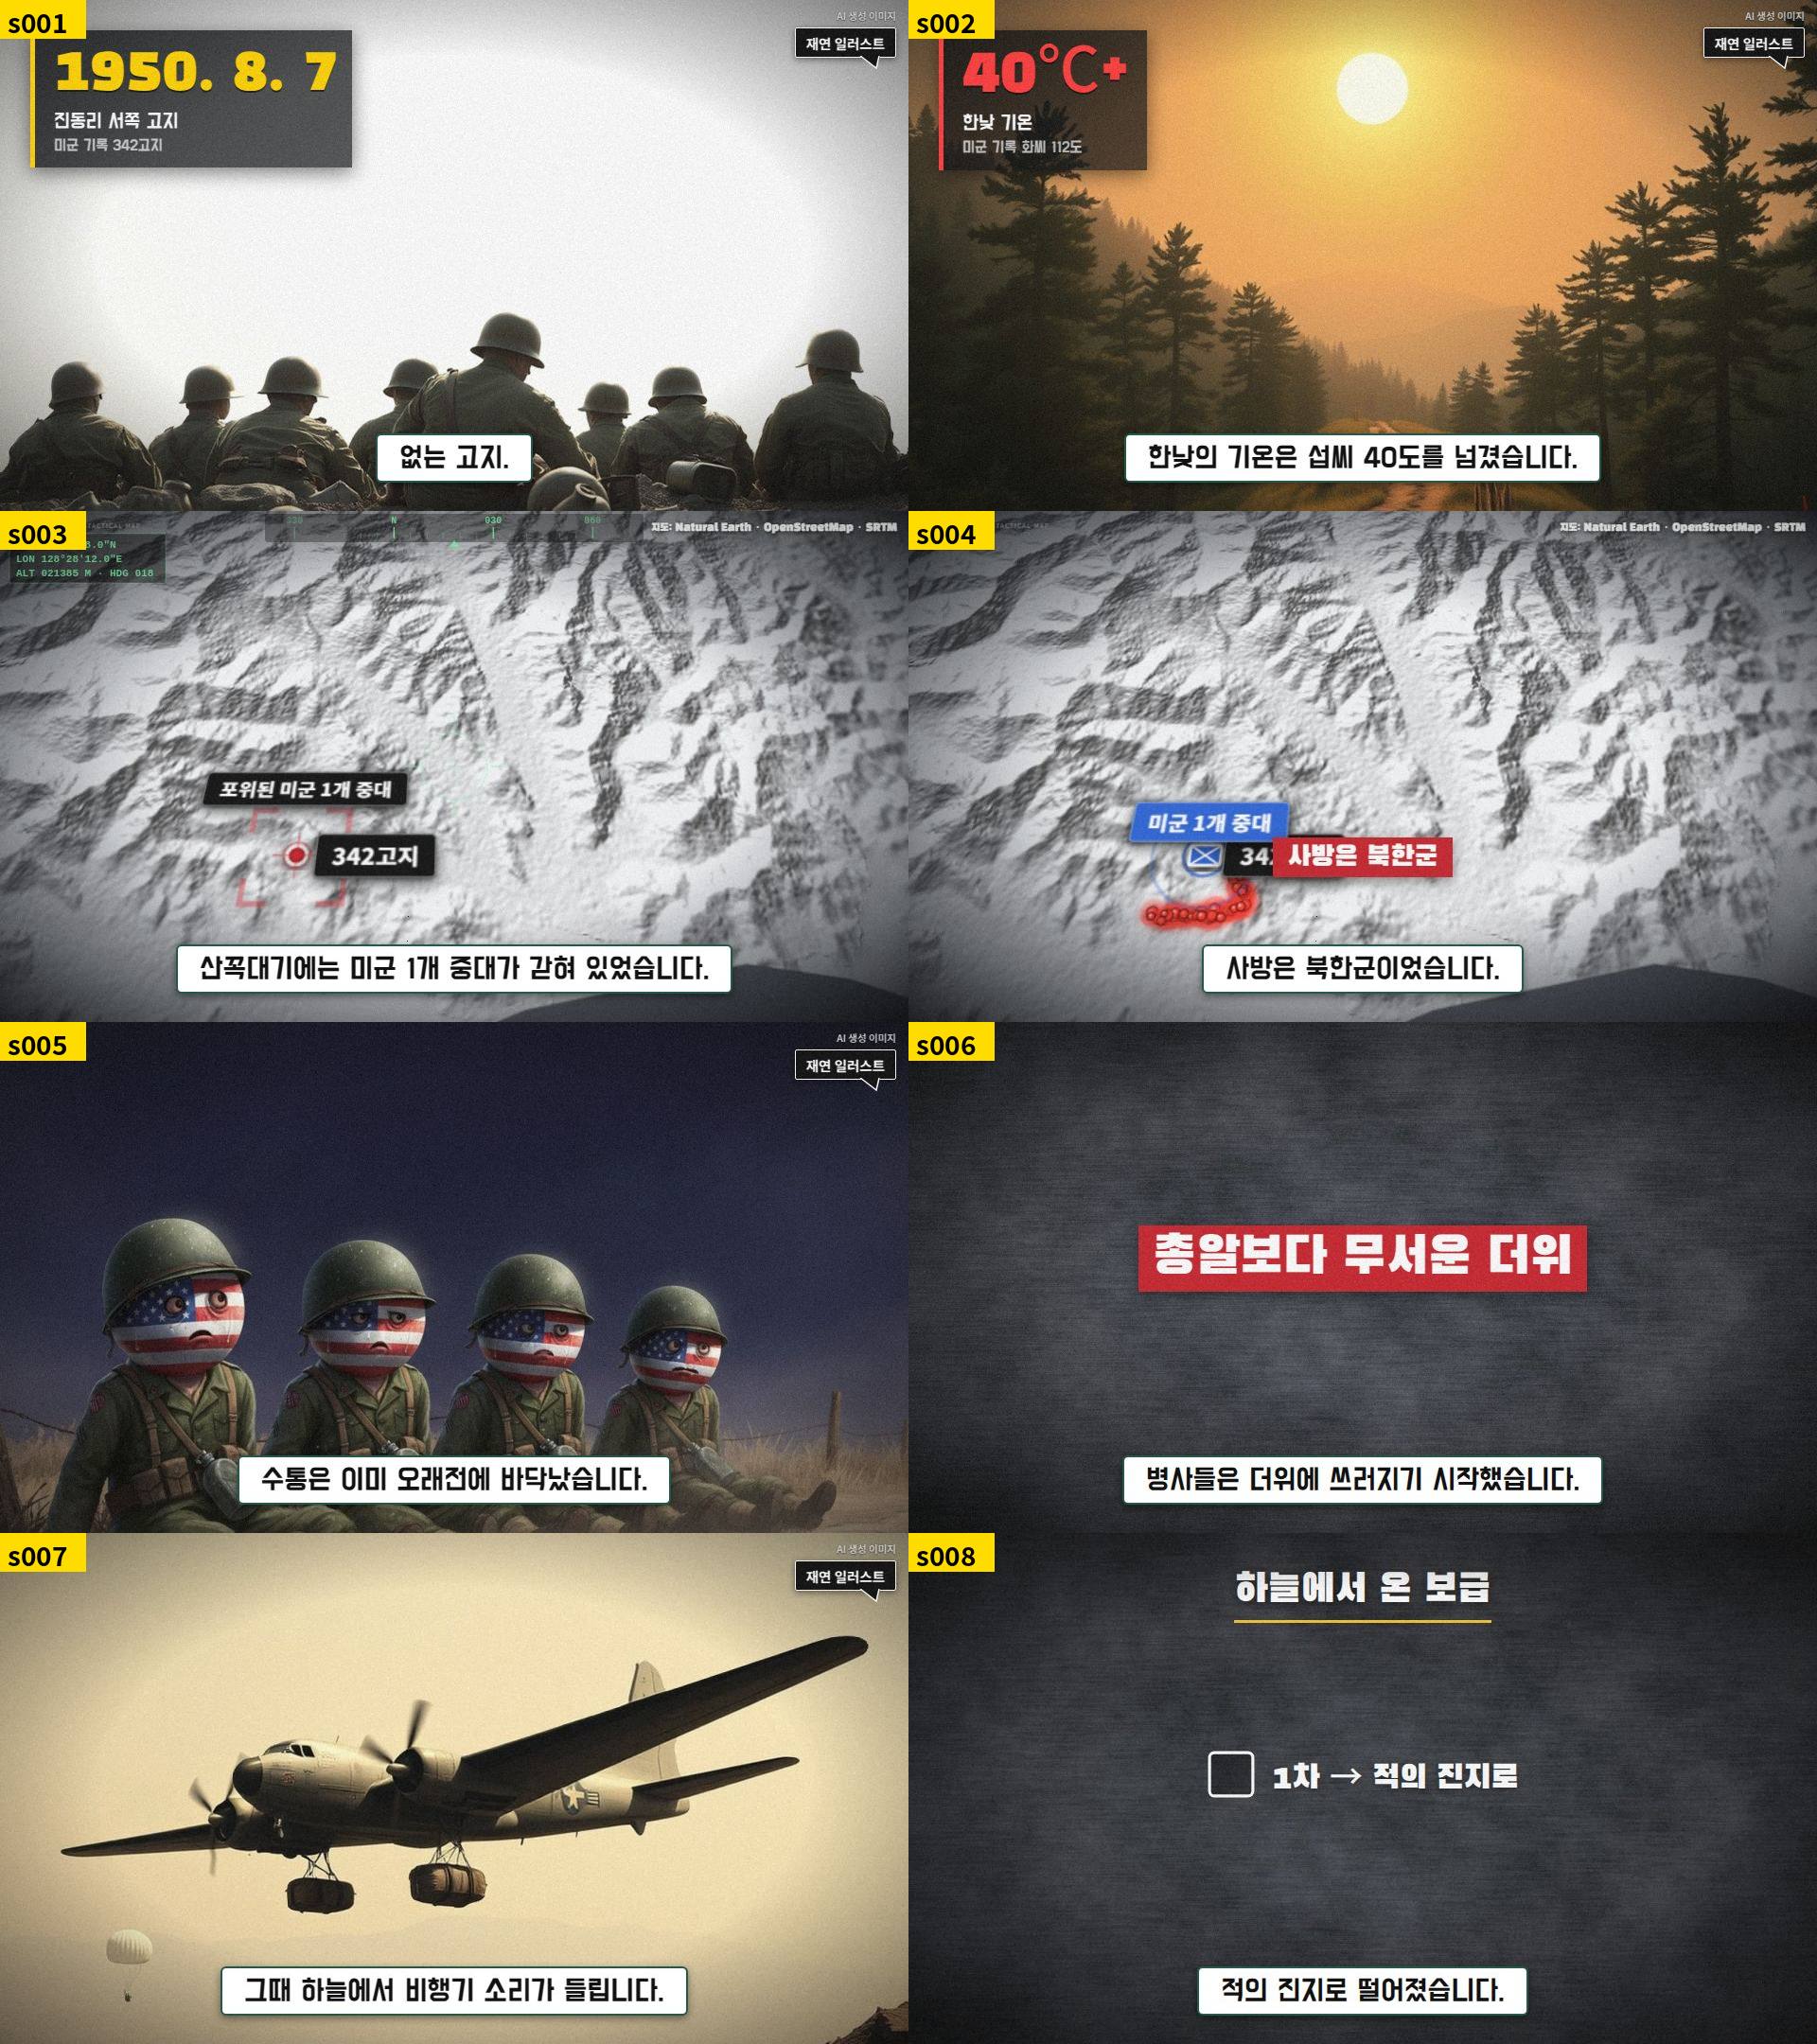 s001
AI 생성 이미지
재연 일러스트
1950. 8. 7
진동리 서쪽 고지
미군 기록 342고지
없는 고지.
s002
AI 생성 이미지
재연 일러스트
40°C+
한낮 기온
미군 기록 화씨 112도
한낮의 기온은 섭씨 40도를 넘겼습니다.
s003
TACTICAL MAP
N
030
060
지도: Natural Earth · OpenStreetMap · SRTM
LON 128°28'12.0"E
ALT 021385 M · HDG 018
포위된 미군 1개 중대
342고지
산꼭대기에는 미군 1개 중대가 갇혀 있었습니다.
s004
TACTICAL MAP
지도: Natural Earth · OpenStreetMap · SRTM
미군 1개 중대
사방은 북한군
사방은 북한군이었습니다.
s005
AI 생성 이미지
재연 일러스트
수통은 이미 오래전에 바닥났습니다.
s006
총알보다 무서운 더위
병사들은 더위에 쓰러지기 시작했습니다.
s007
AI 생성 이미지
재연 일러스트
그때 하늘에서 비행기 소리가 들립니다.
s008
하늘에서 온 보급
1차 → 적의 진지로
적의 진지로 떨어졌습니다.